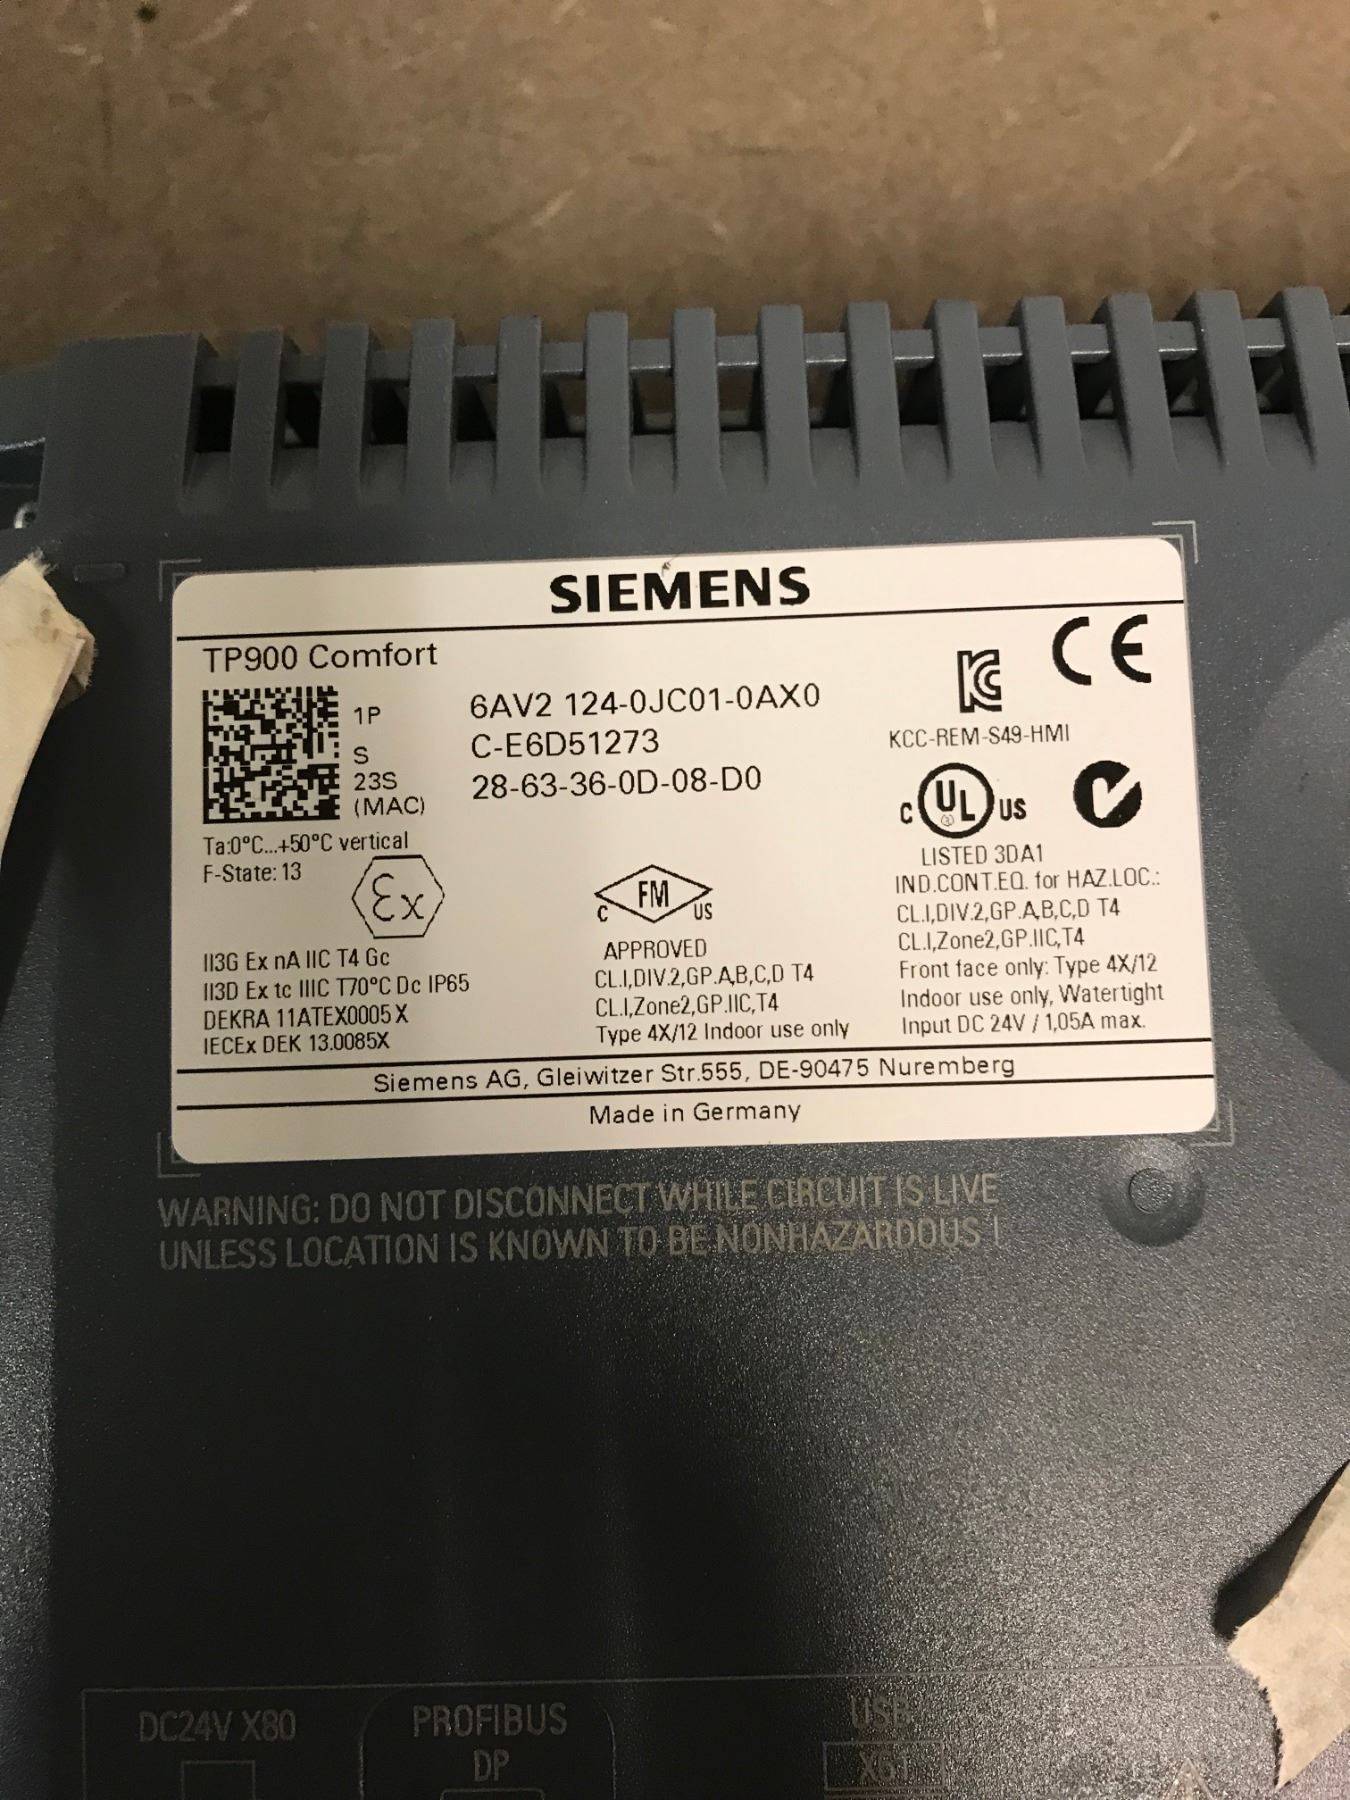 SIEMENS
TP900 Comfort
1P 6AV2 124-0JC01-0AX0
S C-E6D51273
23S 28-63-36-0D-08-D0
(MAC)
Ta:0°C...+50°C vertical
F-State: 13
Ex
II3G Ex nA IIC T4 Gc
II3D Ex tc IIIC T70°C Dc IP65
DEKRA 11ATEX0005 X
IECEx DEK 13.0085X
C FM US
APPROVED
CL.I,DIV.2,GP.A,B,C,D T4
CL.I,Zone2,GP.IIC,T4
Type 4X/12 Indoor use only
KC CE
KCC-REM-S49-HMI
C UL US
LISTED 3DA1
IND.CONT.EQ. for HAZ.LOC.:
CL.I,DIV.2,GP.A,B,C,D T4
CL.I,Zone2,GP.IIC,T4
Front face only: Type 4X/12
Indoor use only, Watertight
Input DC 24V / 1,05A max.
Siemens AG, Gleiwitzer Str.555, DE-90475 Nuremberg
Made in Germany
WARNING: DO NOT DISCONNECT WHILE CIRCUIT IS LIVE
UNLESS LOCATION IS KNOWN TO BE NONHAZARDOUS !
DC24V X80
PROFIBUS
DP
USB
X61